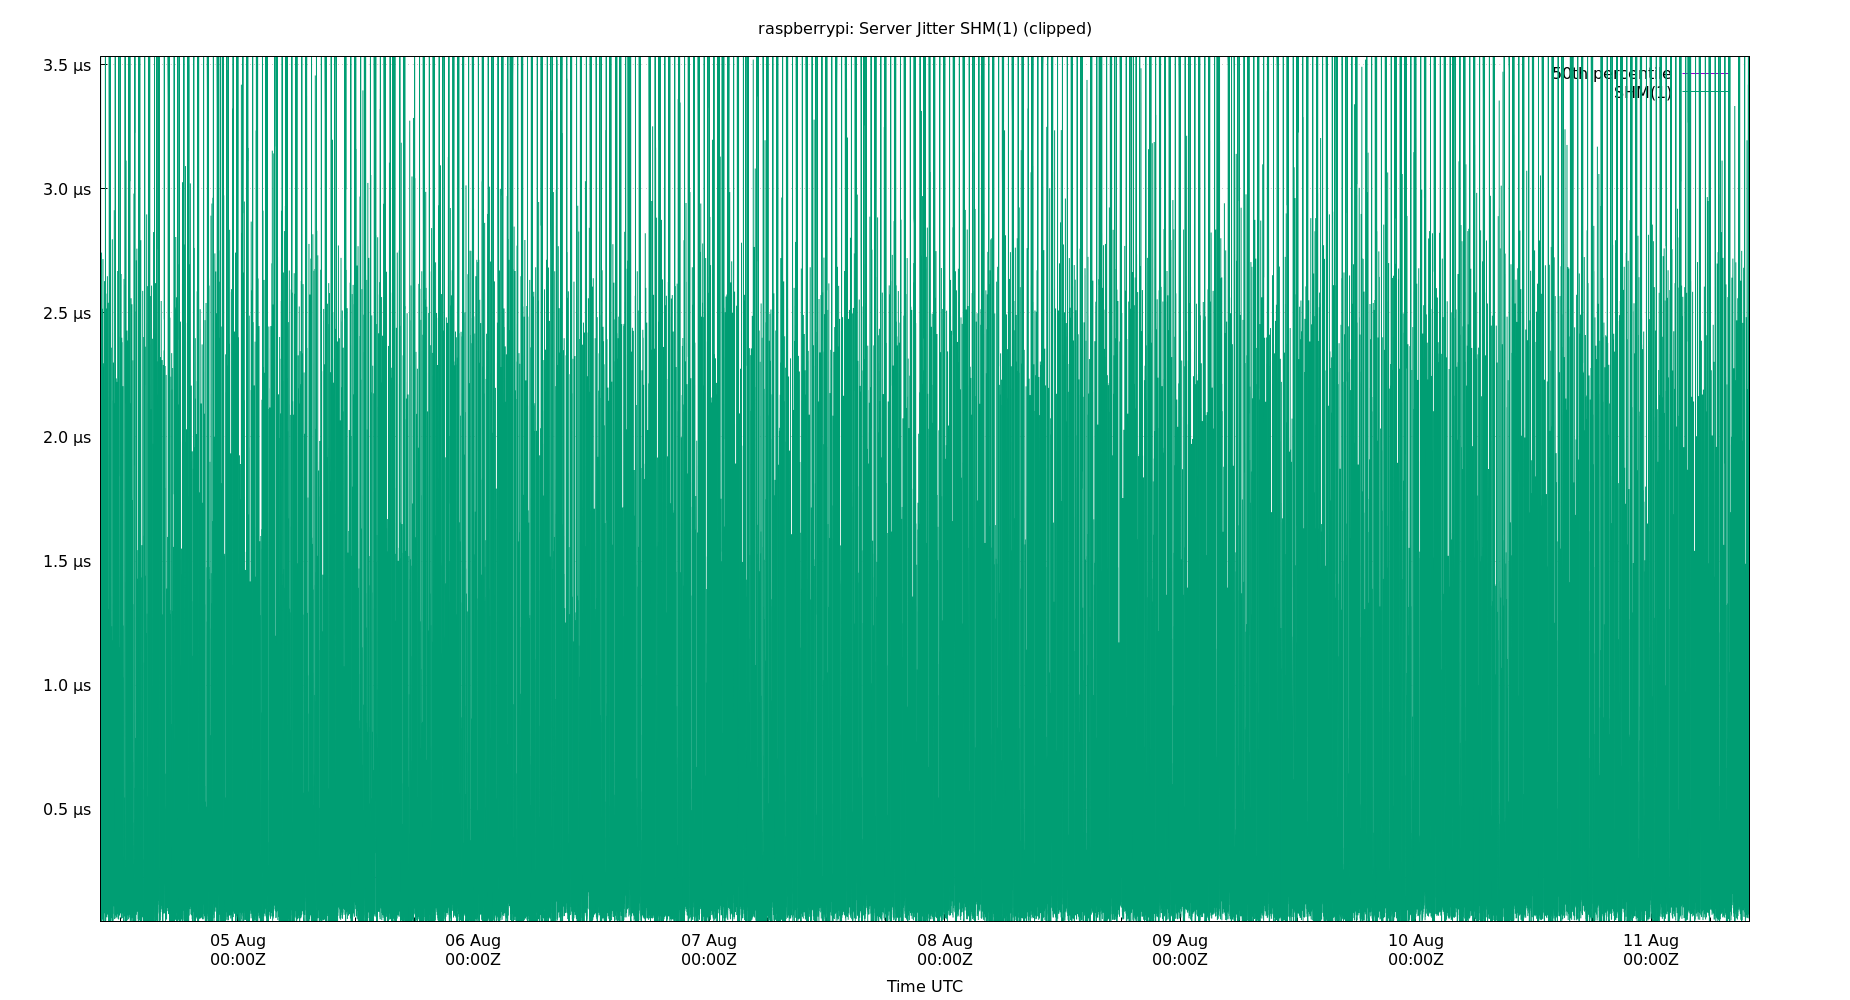 raspberrypi: Server Jitter SHM(1) (clipped)
3.5 µs
50th percentile
SHM(1)
3.0 µs
2.5 µs
2.0 µs
1.5 µs
1.0 µs
0.5 µs
05 Aug 06 Aug 07 Aug 08 Aug 09 Aug 10 Aug 11 Aug
00:00Z 00:00Z 00:00Z 00:00Z 00:00Z 00:00Z 00:00Z
Time UTC